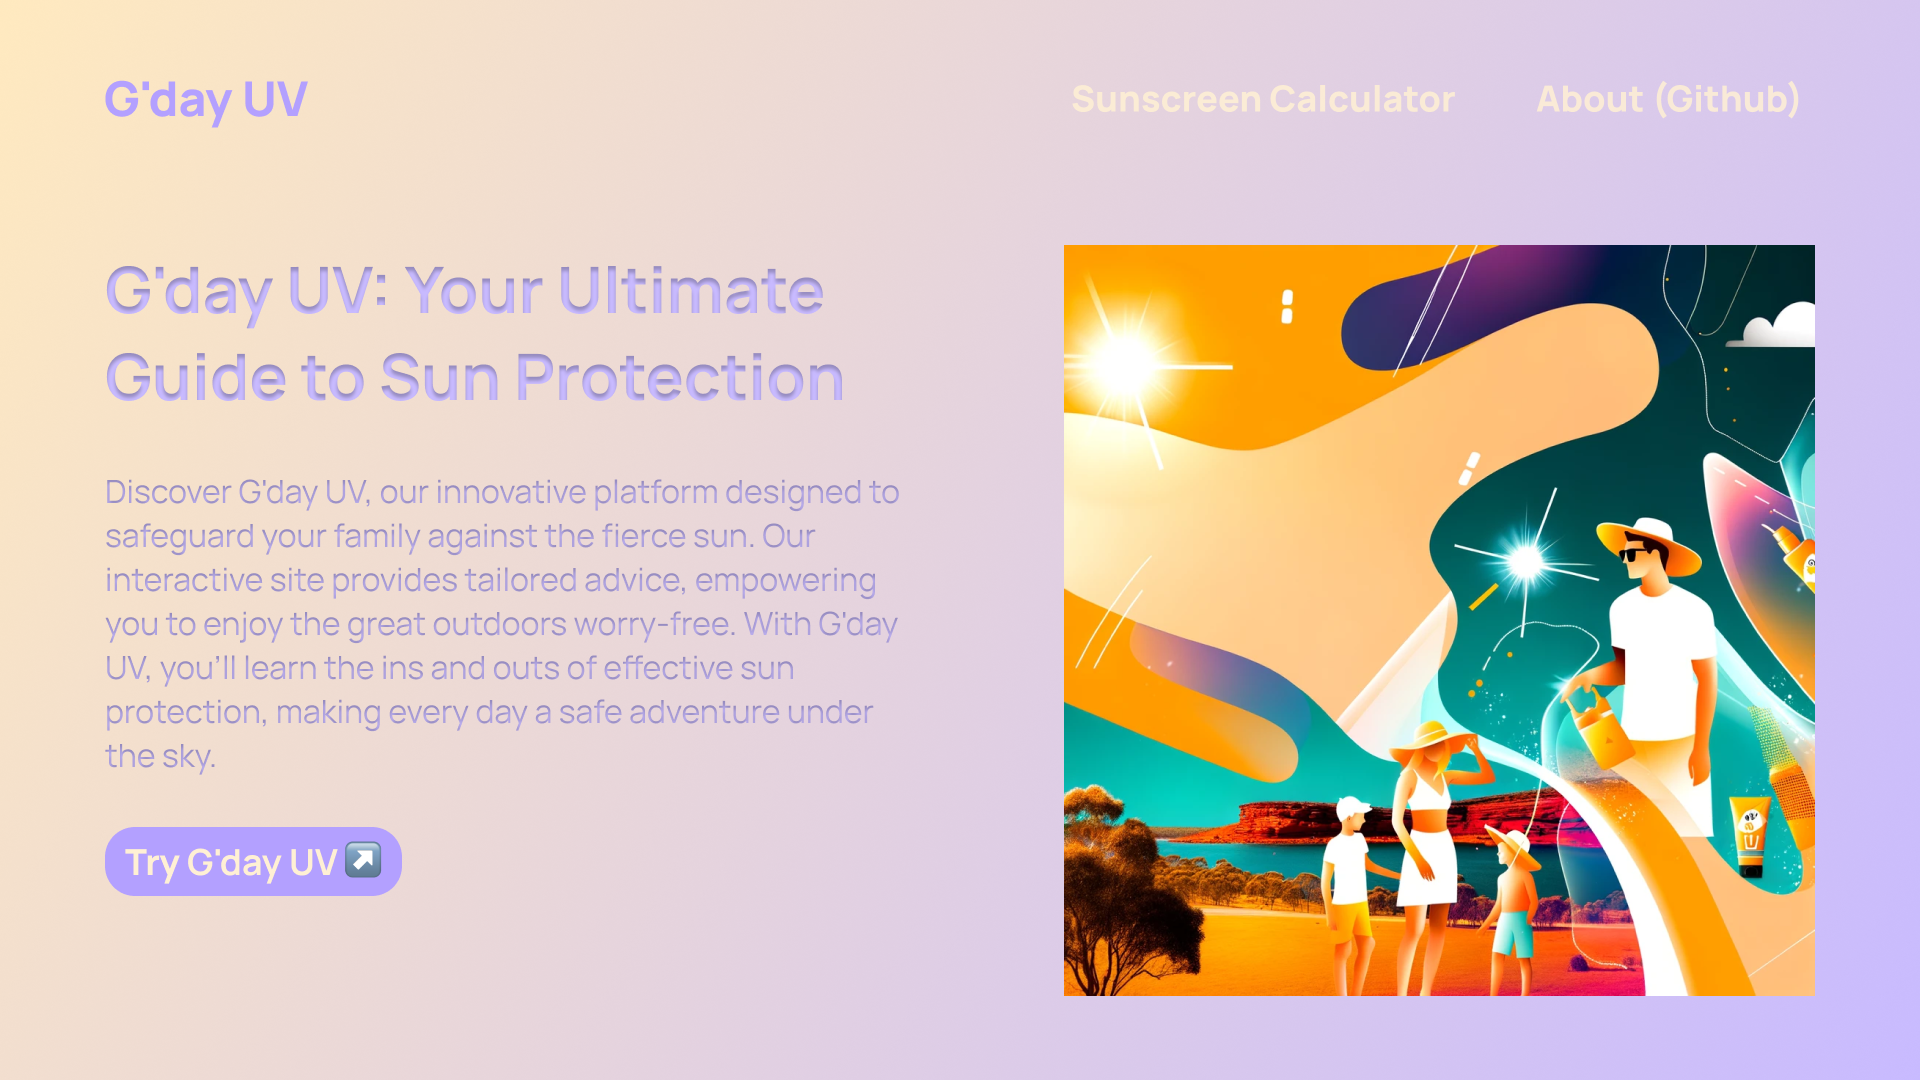 G'day UV
Sunscreen Calculator
About (Github)
G'day UV: Your Ultimate
Guide to Sun Protection
Discover G'day UV, our innovative platform designed to
safeguard your family against the fierce sun. Our
interactive site provides tailored advice, empowering
you to enjoy the great outdoors worry-free. With G'day
UV, you’ll learn the ins and outs of effective sun
protection, making every day a safe adventure under
the sky.
Try G'day UV ↗️